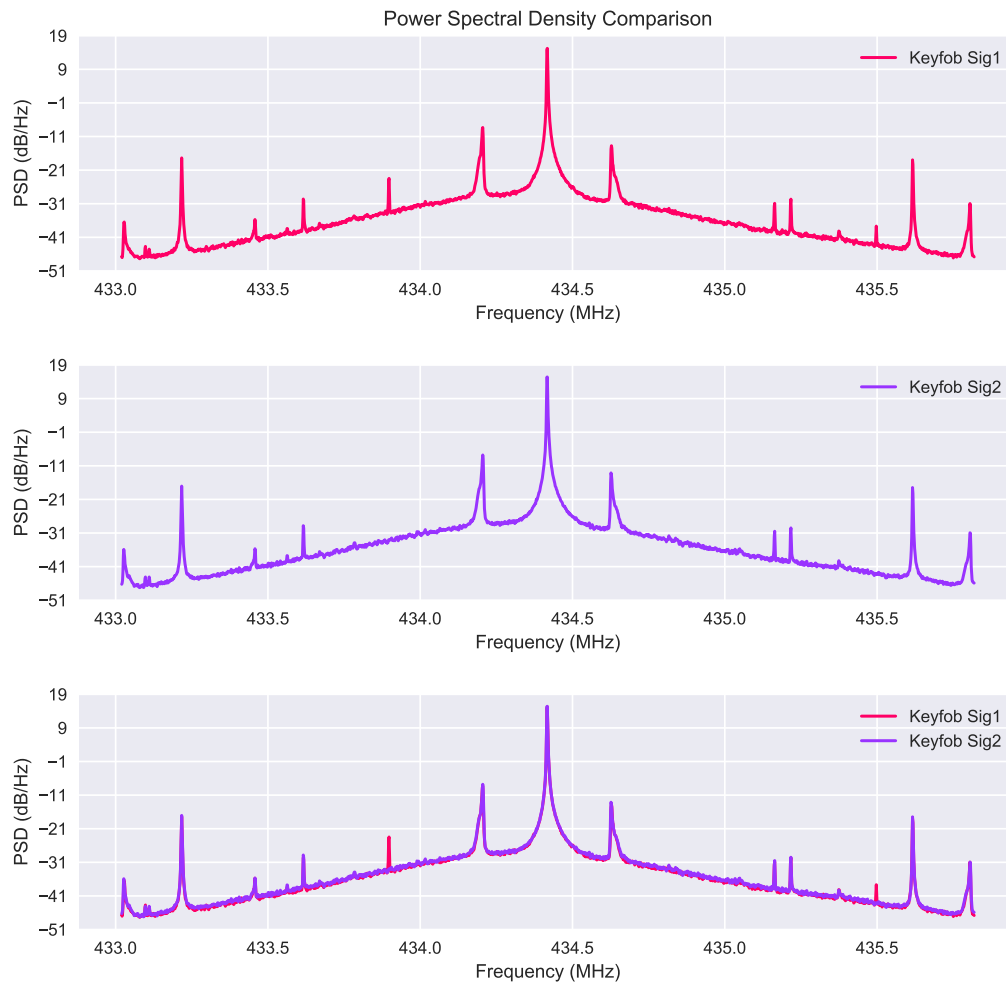 Power Spectral Density Comparison
19
9
−1
−11
−21
−31
−41
−51
PSD (dB/Hz)
Keyfob Sig1
433.0 433.5 434.0 434.5 435.0 435.5
Frequency (MHz)
19
9
−1
−11
−21
−31
−41
−51
PSD (dB/Hz)
Keyfob Sig2
433.0 433.5 434.0 434.5 435.0 435.5
Frequency (MHz)
19
9
−1
−11
−21
−31
−41
−51
PSD (dB/Hz)
Keyfob Sig1
Keyfob Sig2
433.0 433.5 434.0 434.5 435.0 435.5
Frequency (MHz)